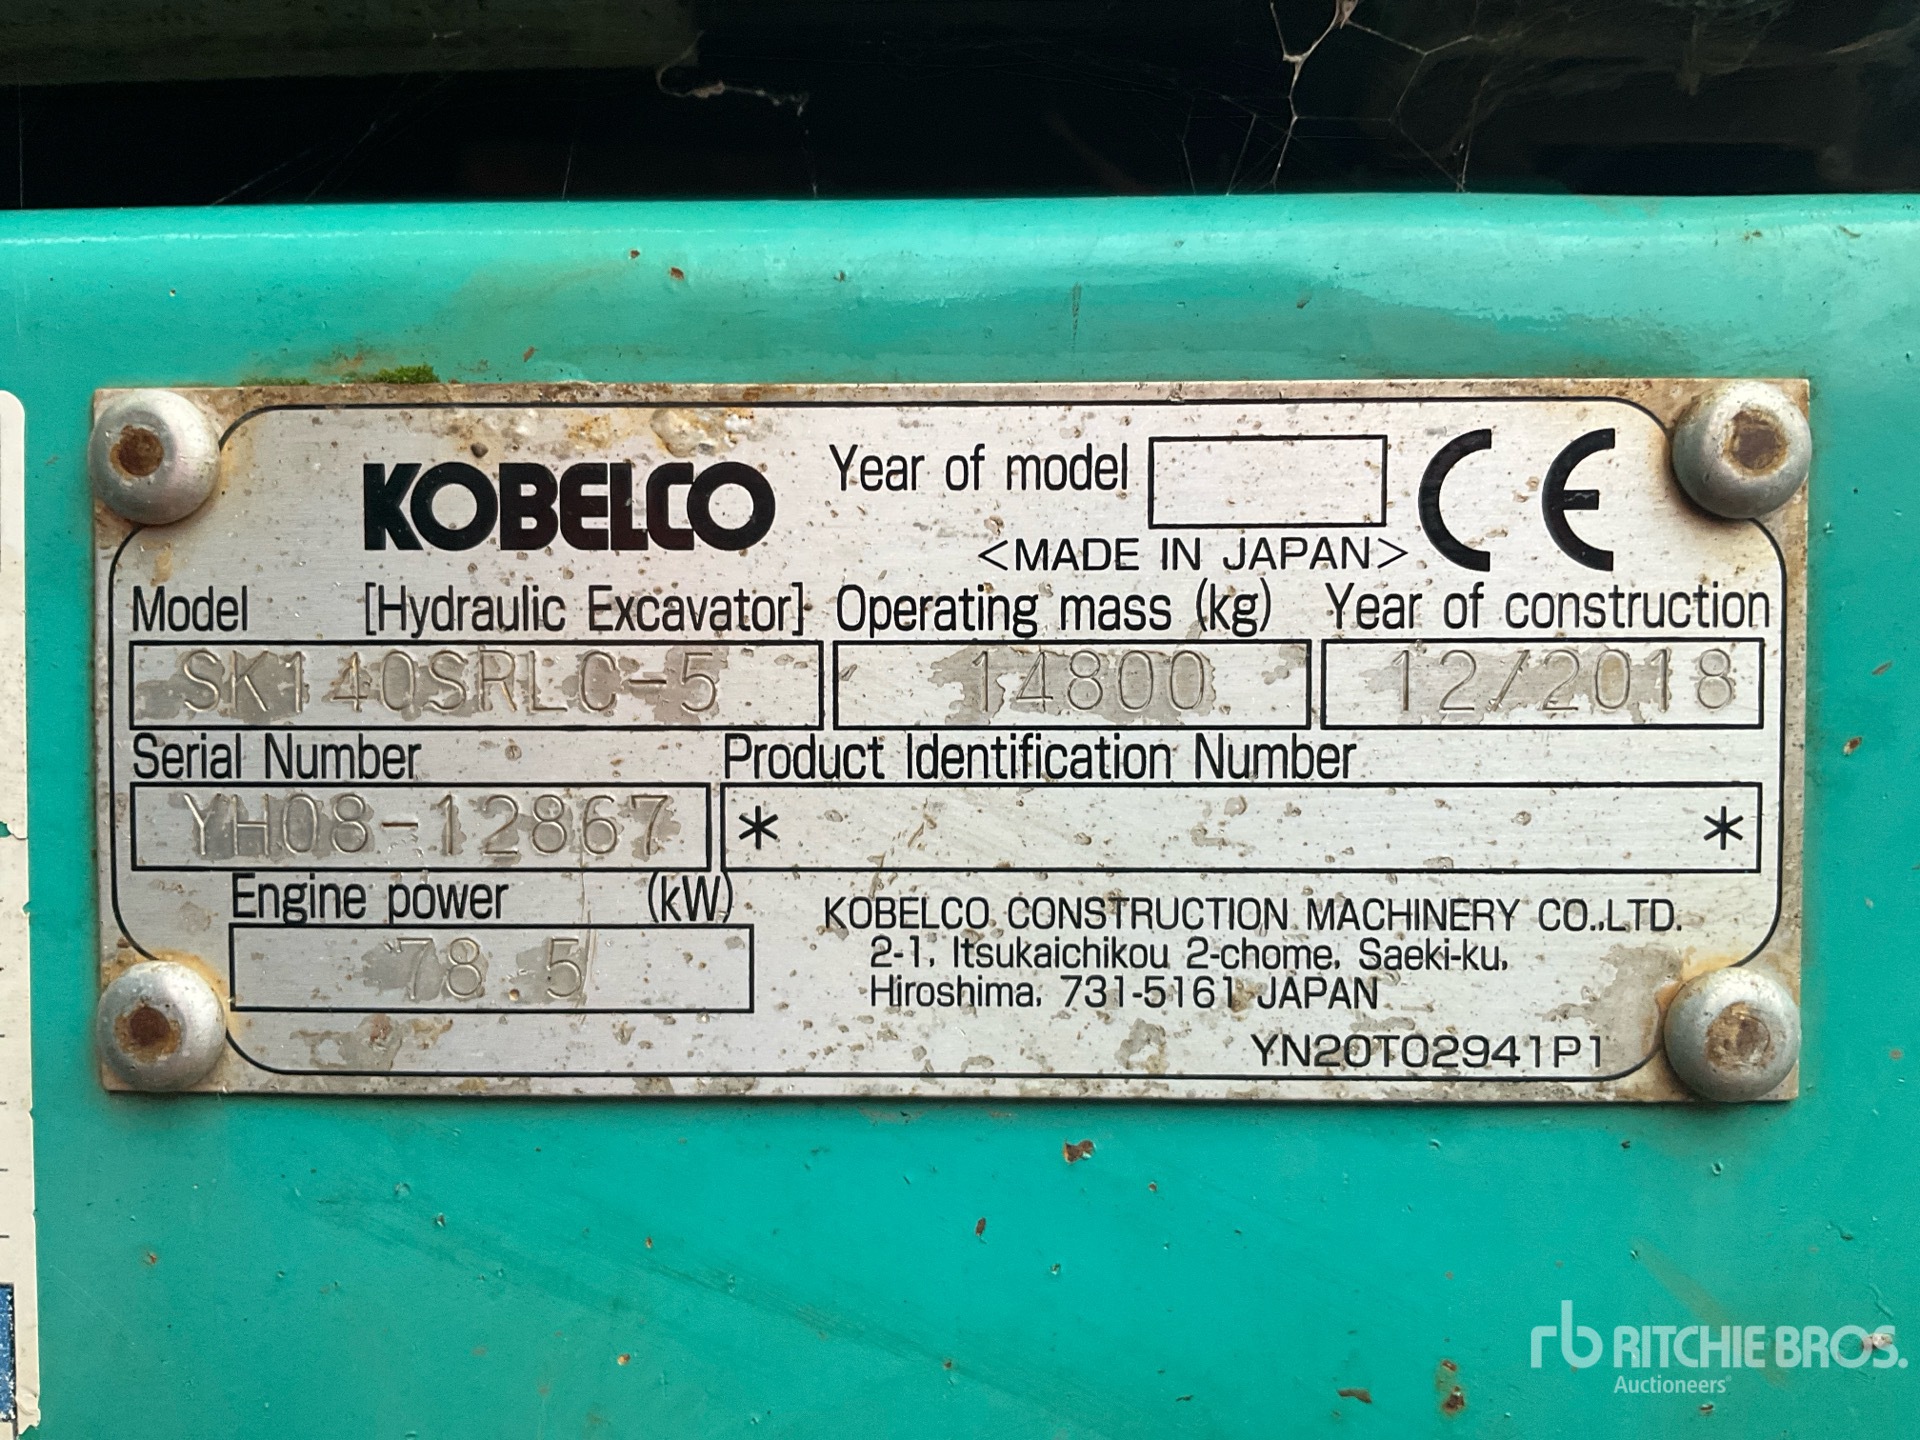 KOBELCO
Year of model
CE
<MADE IN JAPAN>
Model [Hydraulic Excavator] Operating mass (kg) Year of construction
SK140SRLC-5 14800 12/2018
Serial Number Product Identification Number
YH08-12867 * *
Engine power (kW)
78 5
KOBELCO CONSTRUCTION MACHINERY CO.,LTD.
2-1, Itsukaichikou 2-chome, Saeki-ku,
Hiroshima, 731-5161 JAPAN
YN20T02941P1
rb RITCHIE BROS.
Auctioneers